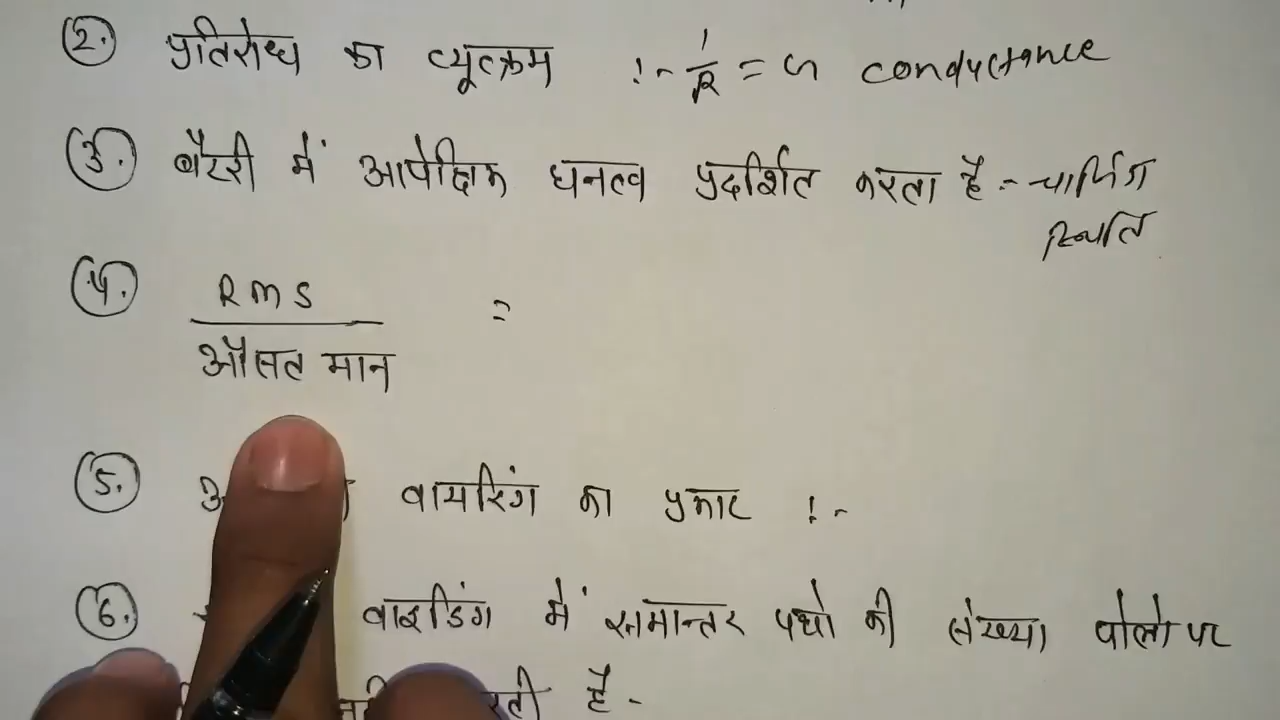 2. प्रतिरोध का व्यूत्क्रम :- 1/R = ʊ conductance
3. बैटरी में आपेक्षिक घनत्व प्रदर्शित करता है :- चार्जिंग
स्थिति
4. RMS
औसत मान =
5. वायरिंग का प्रकार :-
6. वाइडिंग में समान्तर पथो की संख्या पोलो पर
है -